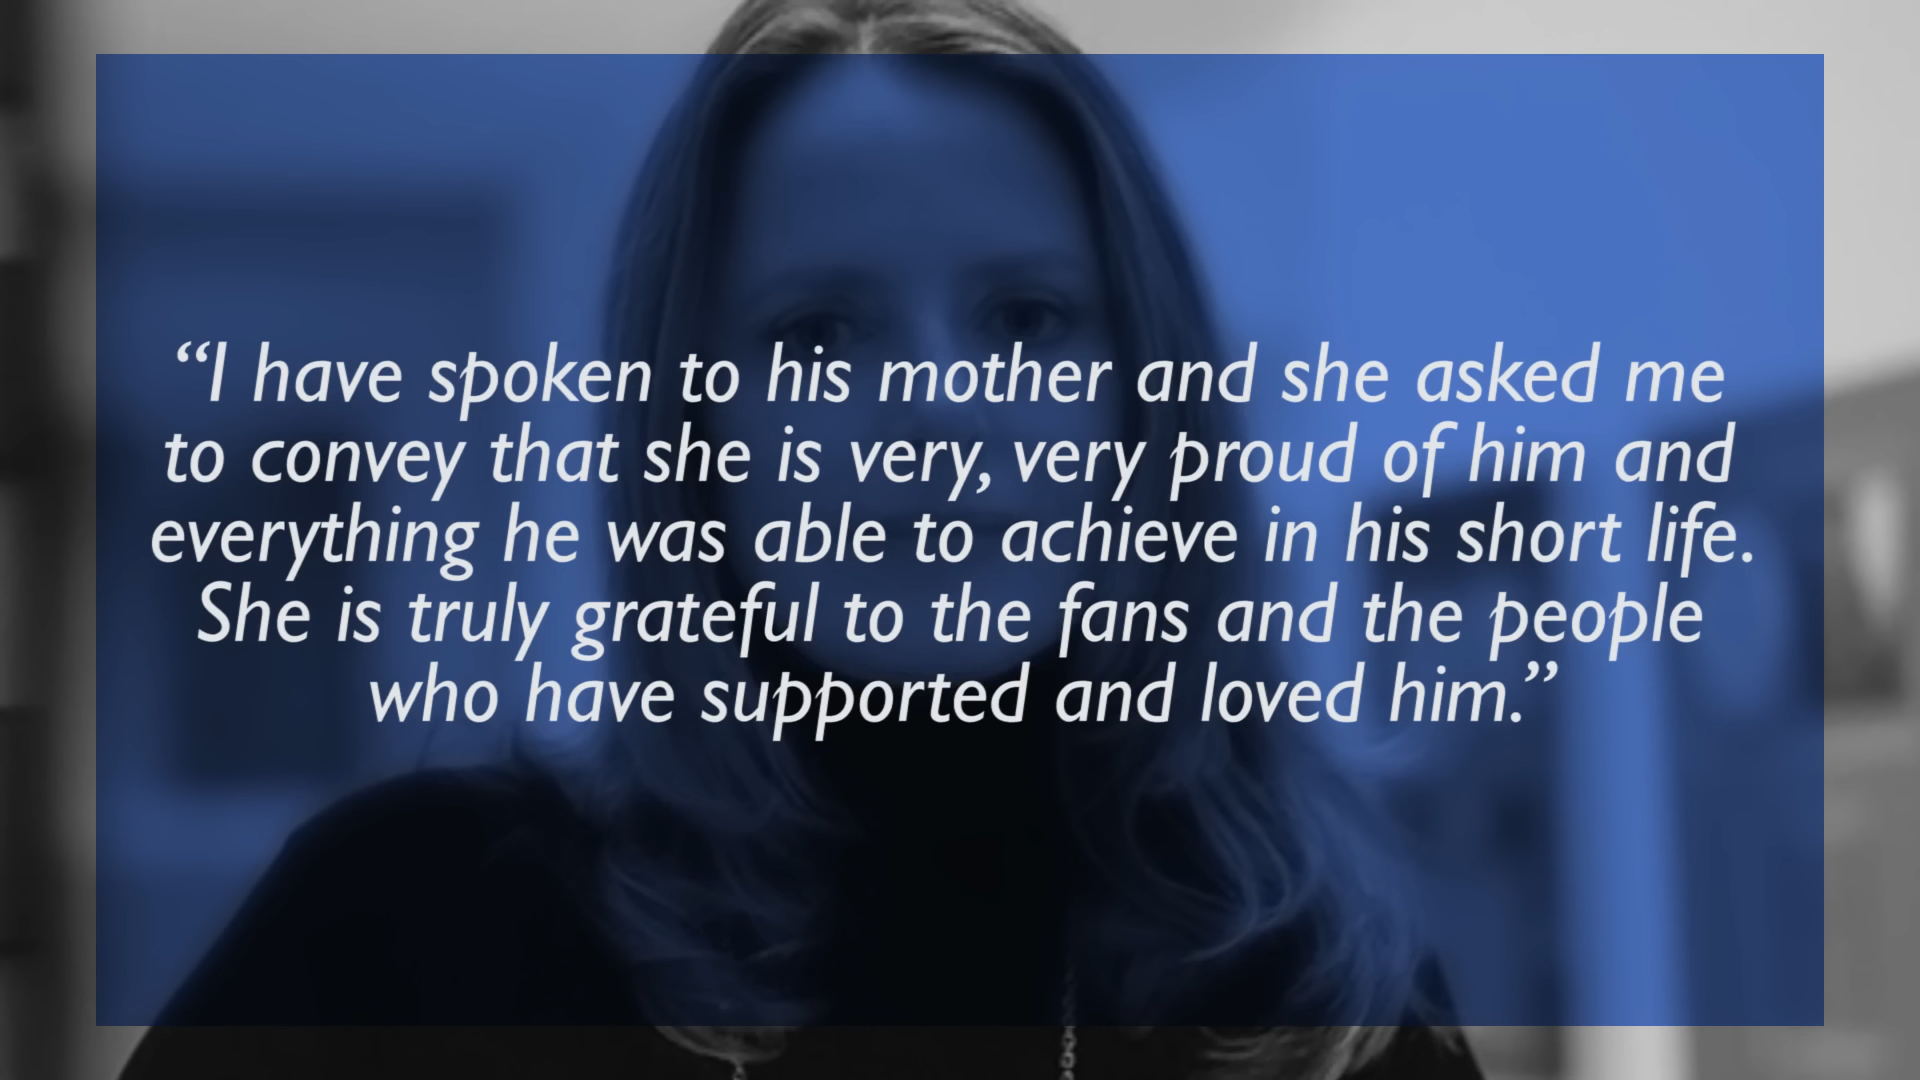 “I have spoken to his mother and she asked me
to convey that she is very, very proud of him and
everything he was able to achieve in his short life.
She is truly grateful to the fans and the people
who have supported and loved him.”